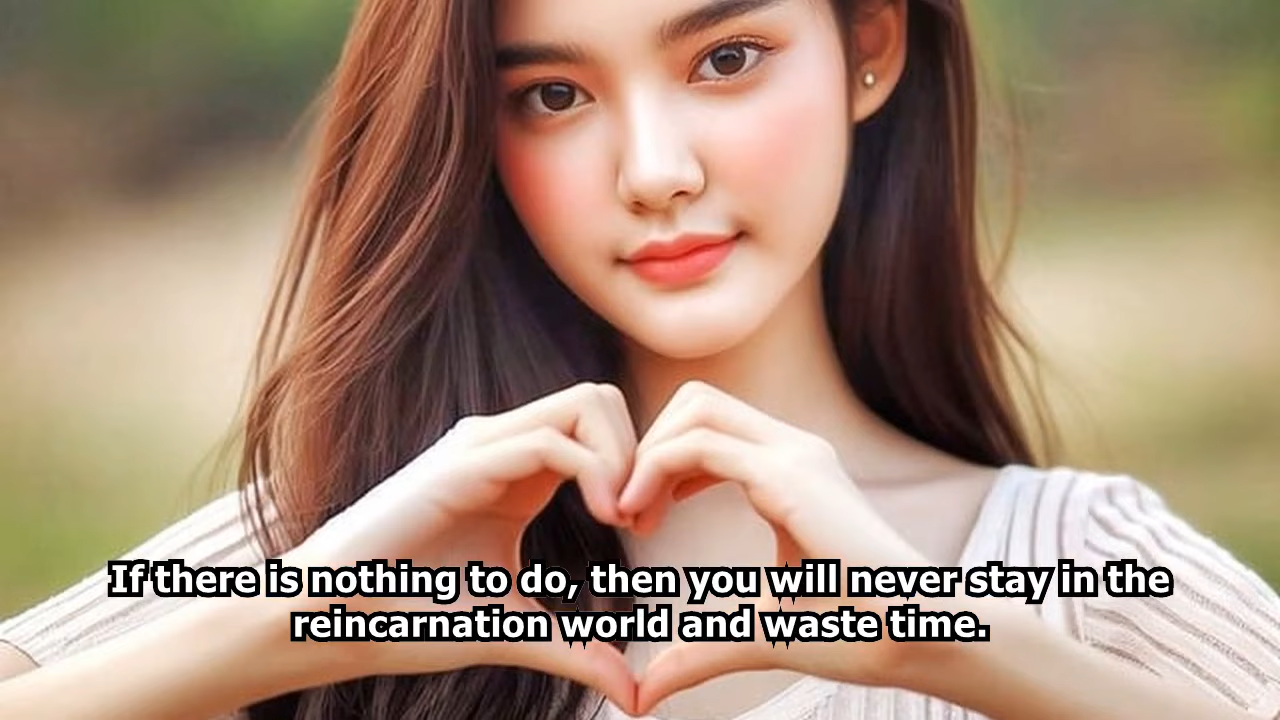 If there is nothing to do, then you will never stay in the
reincarnation world and waste time.